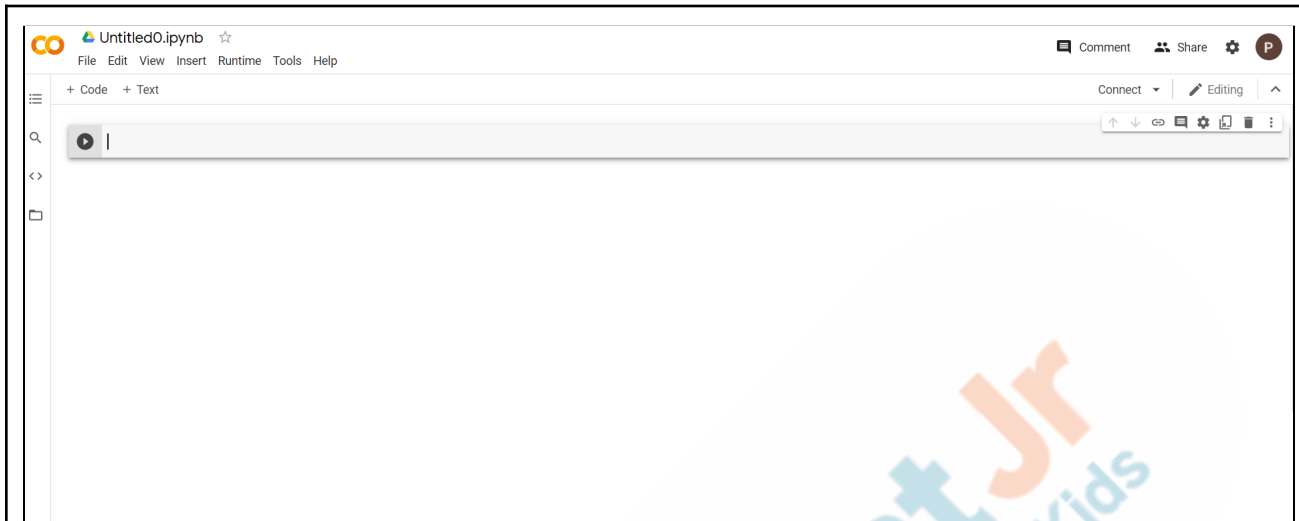 CO Untitled0.ipynb
File Edit View Insert Runtime Tools Help
Comment Share P
+ Code + Text
Connect Editing
t Jr
Kids